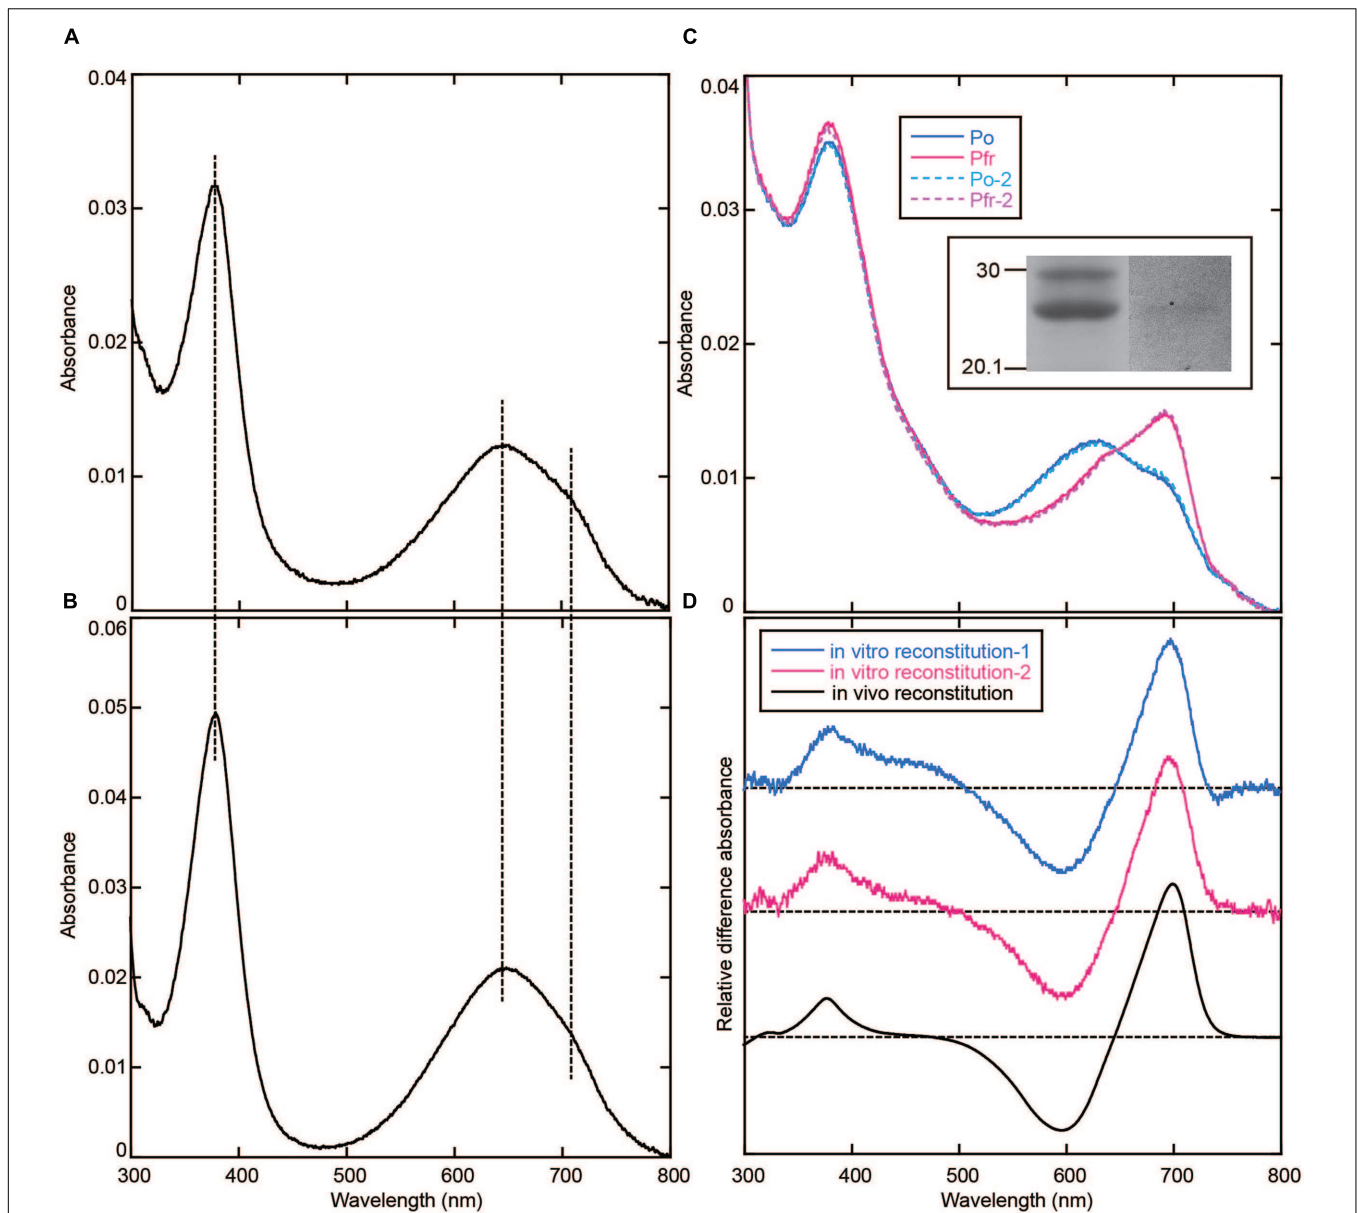 A
0.04
0.03
0.02
0.01
0
Absorbance
B
0.06
0.05
0.04
0.03
0.02
0.01
0
Absorbance
300 400 500 600 700 800
Wavelength (nm)
C
0.04
0.03
0.02
0.01
0
Absorbance
Po
Pfr
Po-2
Pfr-2
30
20.1
D
in vitro reconstitution-1
in vitro reconstitution-2
in vivo reconstitution
Relative difference absorbance
300 400 500 600 700 800
Wavelength (nm)